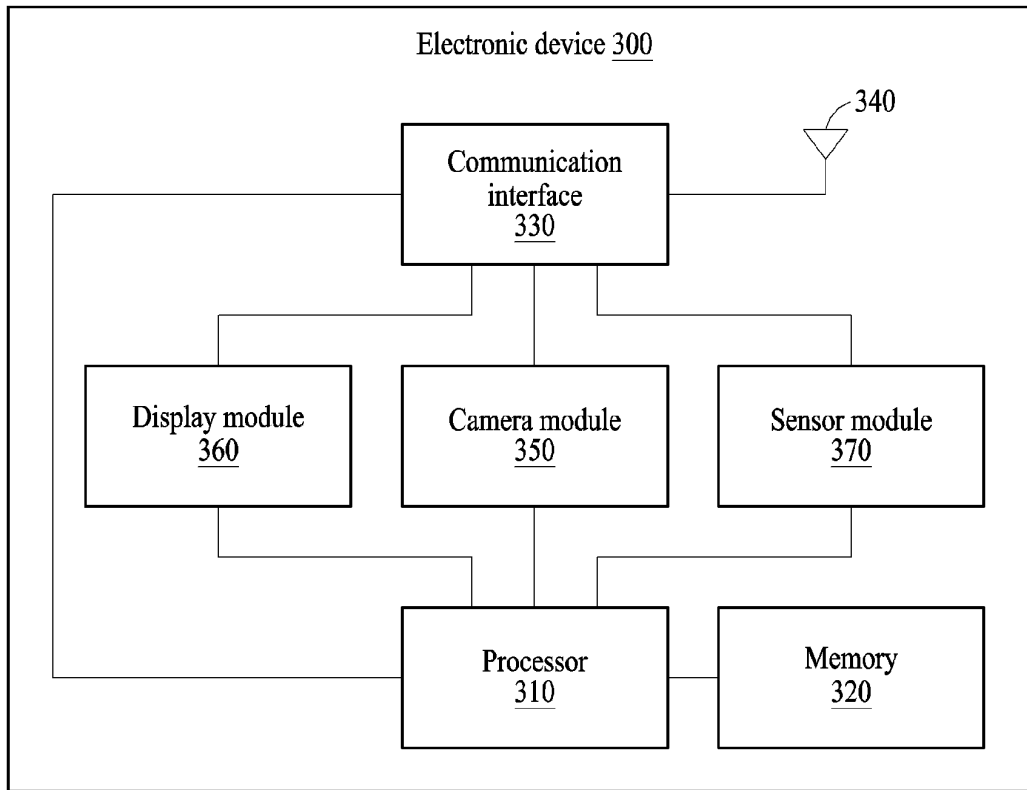 Electronic device 300
340
Communication
interface
330
Display module
360
Camera module
350
Sensor module
370
Processor
310
Memory
320